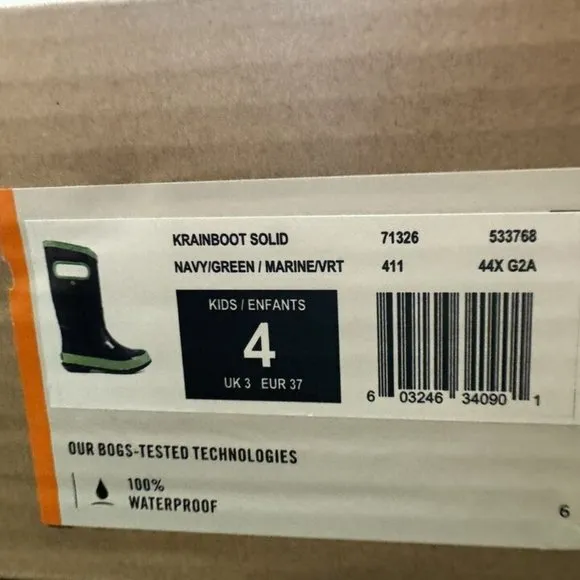 KRAINBOOT SOLID 71326 533768
NAVY/GREEN / MARINE/VRT 411 44X G2A
KIDS / ENFANTS
4
UK 3 EUR 37
6 03246 34090 1
OUR BOGS-TESTED TECHNOLOGIES
100%
WATERPROOF
6